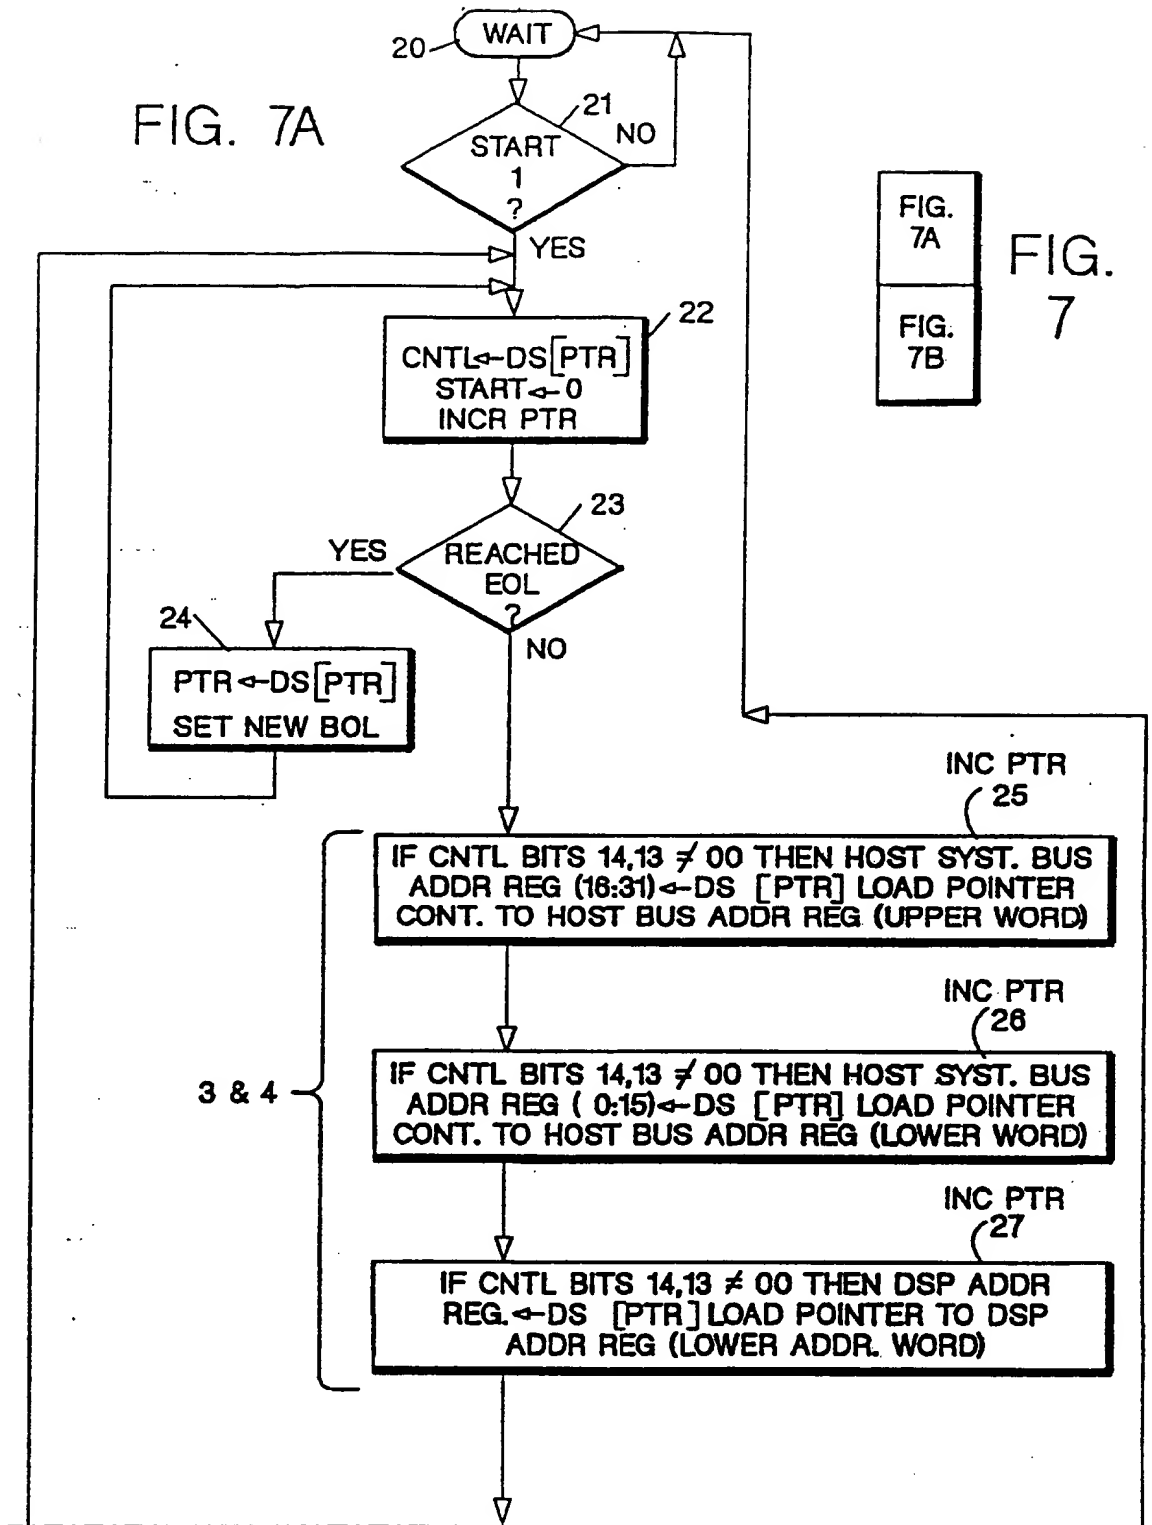 WAIT
20
FIG. 7A
21
START
1
?
NO
YES
FIG.
7A
FIG.
7B
FIG.
7
22
CNTL←DS[PTR]
START←0
INCR PTR
23
YES
REACHED
EOL
?
NO
24
PTR←DS[PTR]
SET NEW BOL
INC PTR
25
IF CNTL BITS 14,13 ≠ 00 THEN HOST SYST. BUS
ADDR REG (16:31)←DS [PTR] LOAD POINTER
CONT. TO HOST BUS ADDR REG (UPPER WORD)
INC PTR
26
3 & 4
IF CNTL BITS 14,13 ≠ 00 THEN HOST SYST. BUS
ADDR REG ( 0:15)←DS [PTR] LOAD POINTER
CONT. TO HOST BUS ADDR REG (LOWER WORD)
INC PTR
27
IF CNTL BITS 14,13 ≠ 00 THEN DSP ADDR
REG.←DS [PTR] LOAD POINTER TO DSP
ADDR REG (LOWER ADDR. WORD)